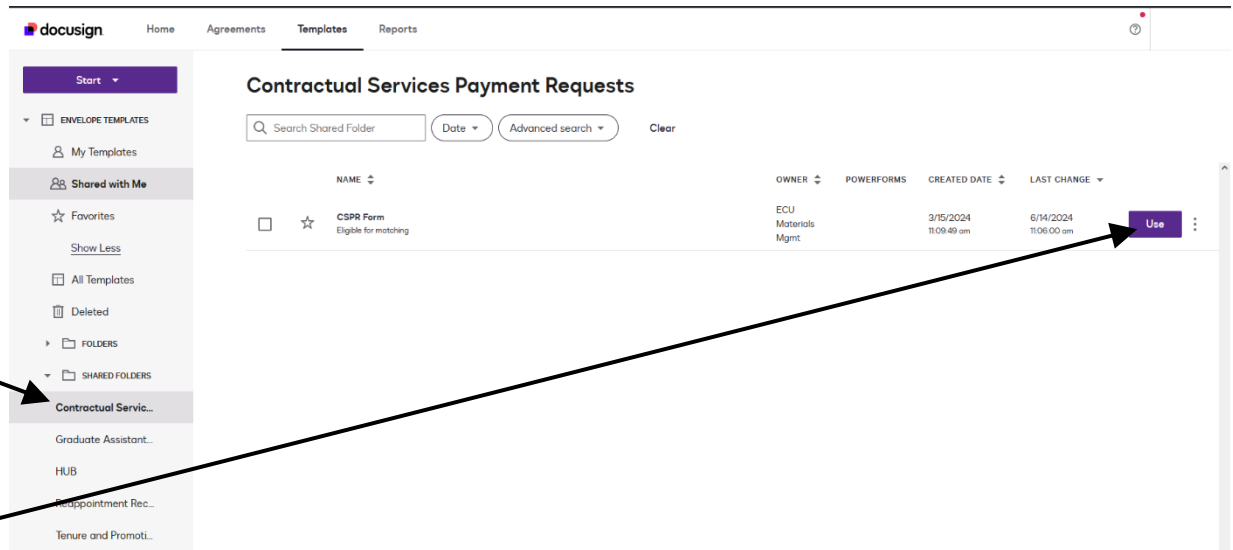 docusign Home Agreements Templates Reports
Start
ENVELOPE TEMPLATES
My Templates
Shared with Me
Favorites
Show Less
All Templates
Deleted
FOLDERS
SHARED FOLDERS
Contractual Servic...
Graduate Assistant...
HUB
Reappointment Rec...
Tenure and Promoti...
Contractual Services Payment Requests
Search Shared Folder Date Advanced search Clear
NAME OWNER POWERFORMS CREATED DATE LAST CHANGE
CSPR Form
Eligible for matching
ECU
Materials
Mgmt
3/15/2024
11:09:49 am
6/14/2024
11:06:00 am
Use